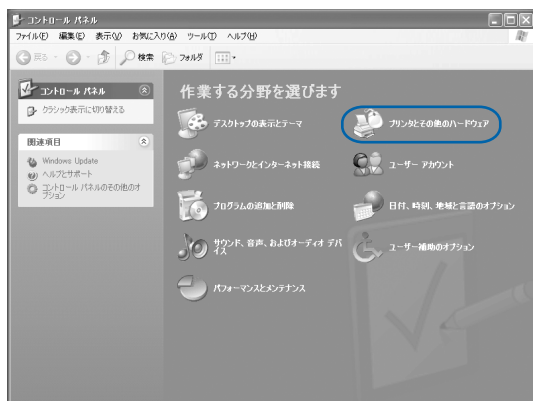 コントロール パネル
ファイル(F) 編集(E) 表示(V) お気に入り(A) ツール(T) ヘルプ(H)
戻る 検索 フォルダ
コントロール パネル
クラシック表示に切り替える
関連項目
Windows Update
ヘルプとサポート
コントロール パネルのその他のオ
プション
作業する分野を選びます
デスクトップの表示とテーマ
プリンタとその他のハードウェア
ネットワークとインターネット接続
ユーザー アカウント
プログラムの追加と削除
日付、時刻、地域と言語のオプション
サウンド、音声、およびオーディオ デバ
イス
ユーザー補助のオプション
パフォーマンスとメンテナンス